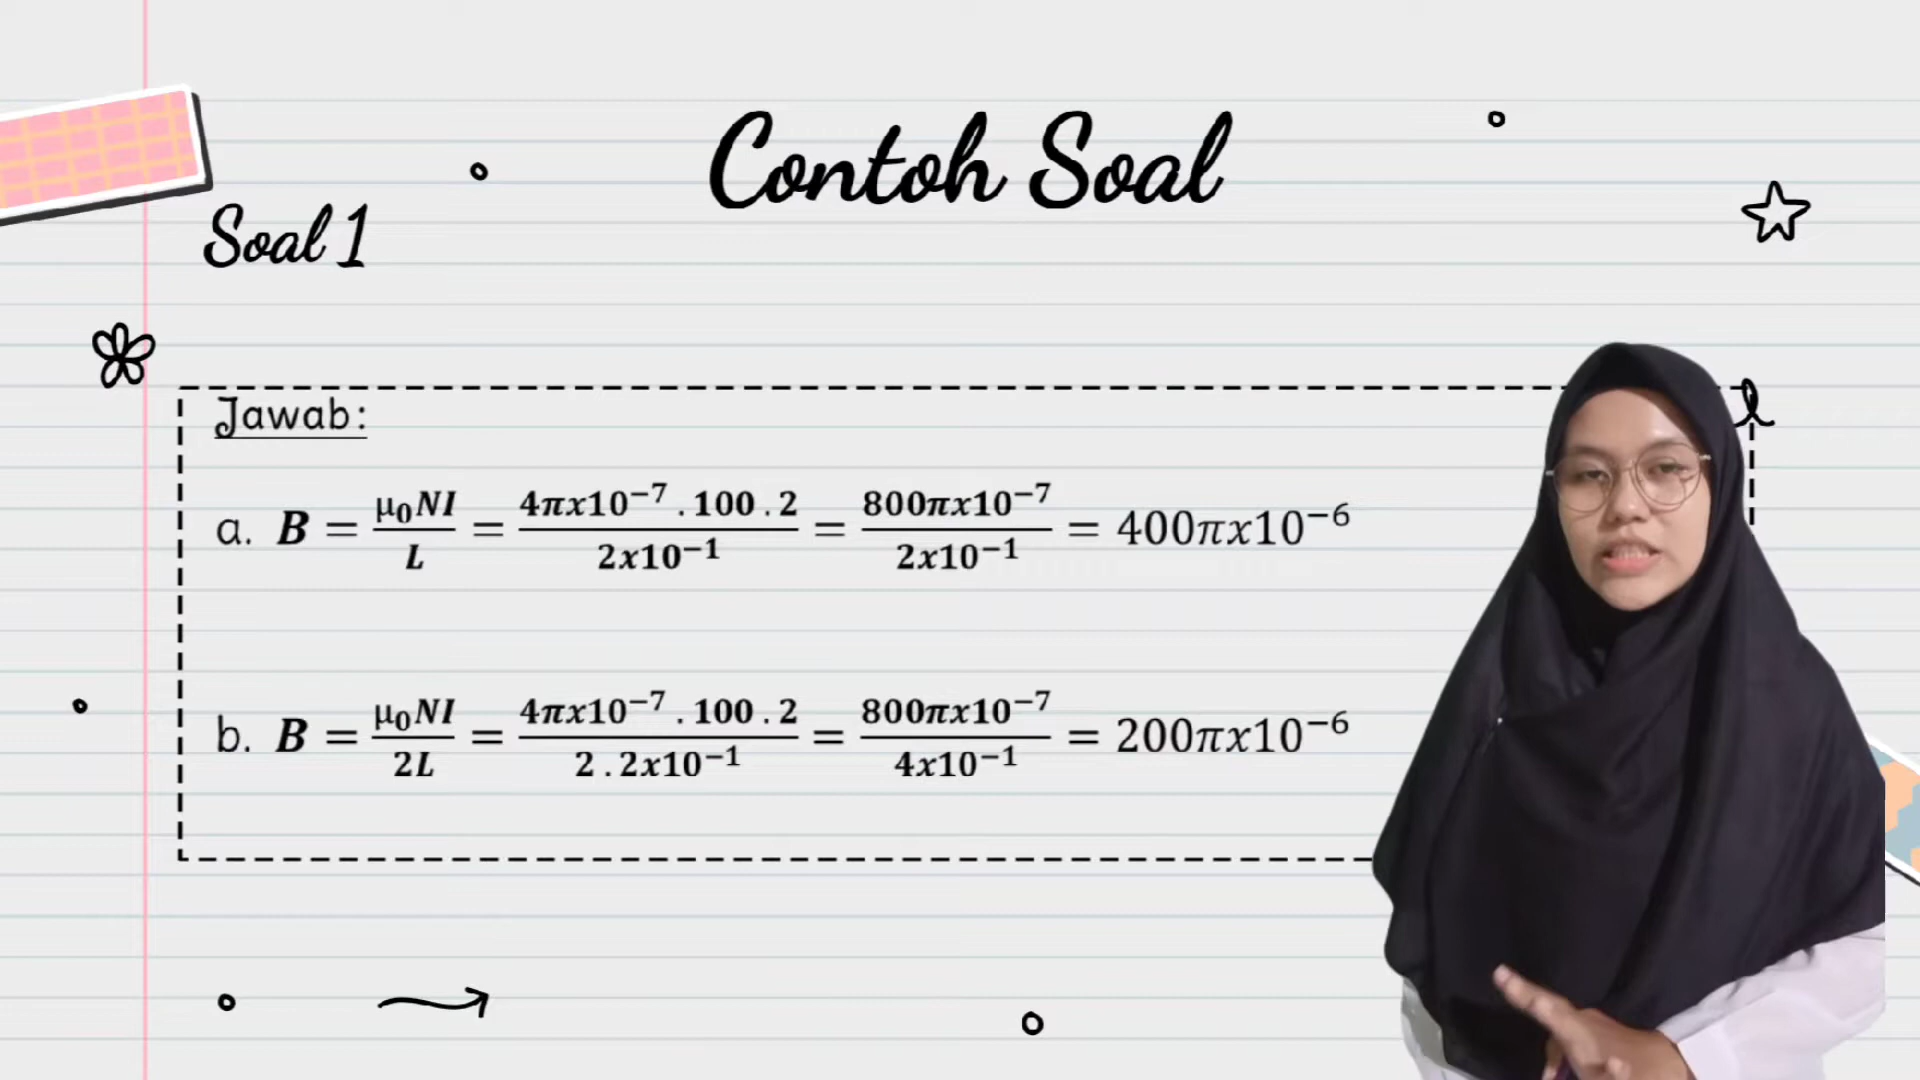 Contoh Soal
Soal 1
Jawab:
a. B = μ₀NI/L = 4πx10⁻⁷ . 100 . 2/2x10⁻¹ = 800πx10⁻⁷/2x10⁻¹ = 400πx10⁻⁶
b. B = μ₀NI/2L = 4πx10⁻⁷ . 100 . 2/2 . 2x10⁻¹ = 800πx10⁻⁷/4x10⁻¹ = 200πx10⁻⁶